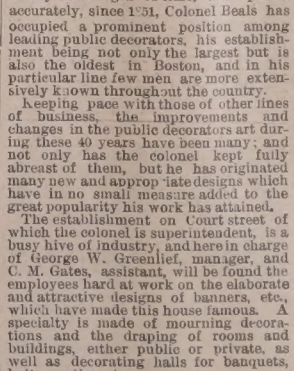 accurately, since 1851, Colonel Beals has
occupied a prominent position among
leading public decorators, his establish-
ment being not only the largest but is
also the oldest in Boston, and in his
particular line few men are more exten-
sively known throughout the country.
Keeping pace with those of other lines
of business, the improvements and
changes in the public decorators art dur-
ing these 40 years have been many; and
not only has the colonel kept fully
abreast of them, but he has originated
many new and appropriate designs which
have in no small measure added to the
great popularity his work has attained.
The establishment on Court street of
which the colonel is superintendent, is a
busy hive of industry, and here in charge
of George W. Greenlief, manager, and
C. M. Gates, assistant, will be found the
employees hard at work on the elaborate
and attractive designs of banners, etc.,
which have made this house famous. A
specialty is made of mourning decora-
tions and the draping of rooms and
buildings, either public or private, as
well as decorating halls for banquets,